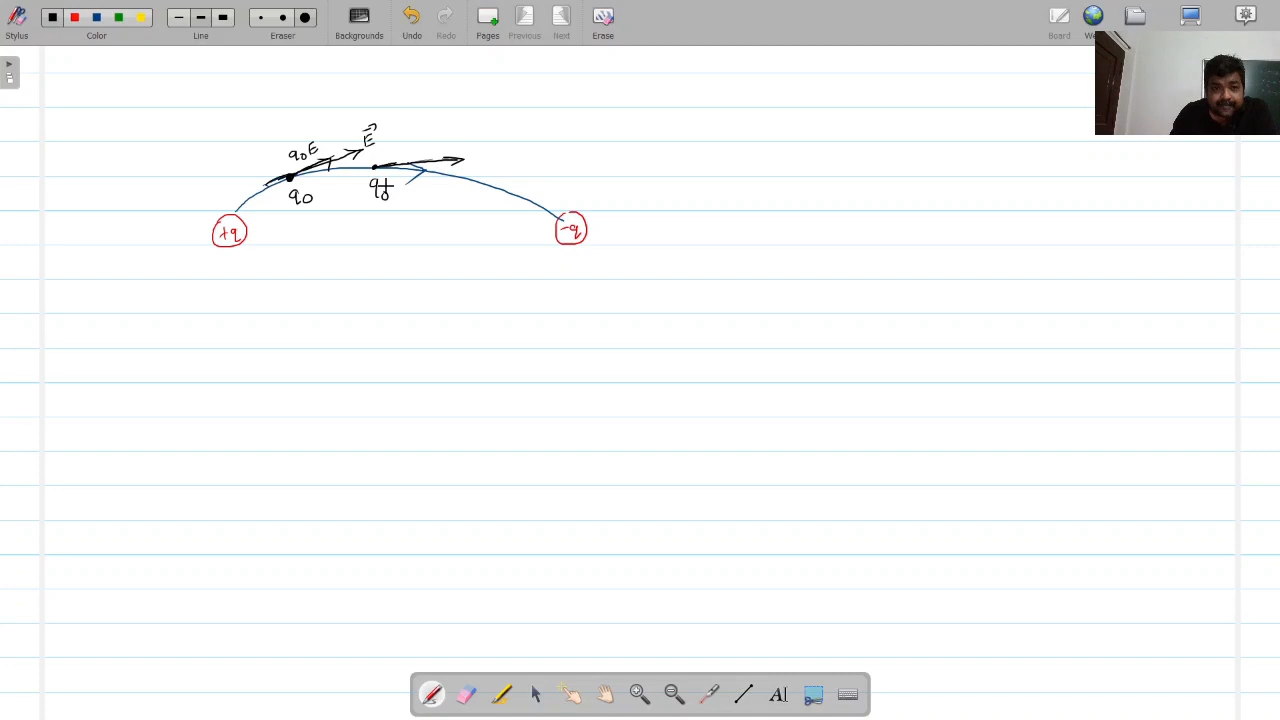 Stylus
Color
Line
Eraser
Backgrounds
Undo
Redo
Pages
Previous
Next
Erase
Board
q₀E
E⃗
q₀
q₀
+q
-q